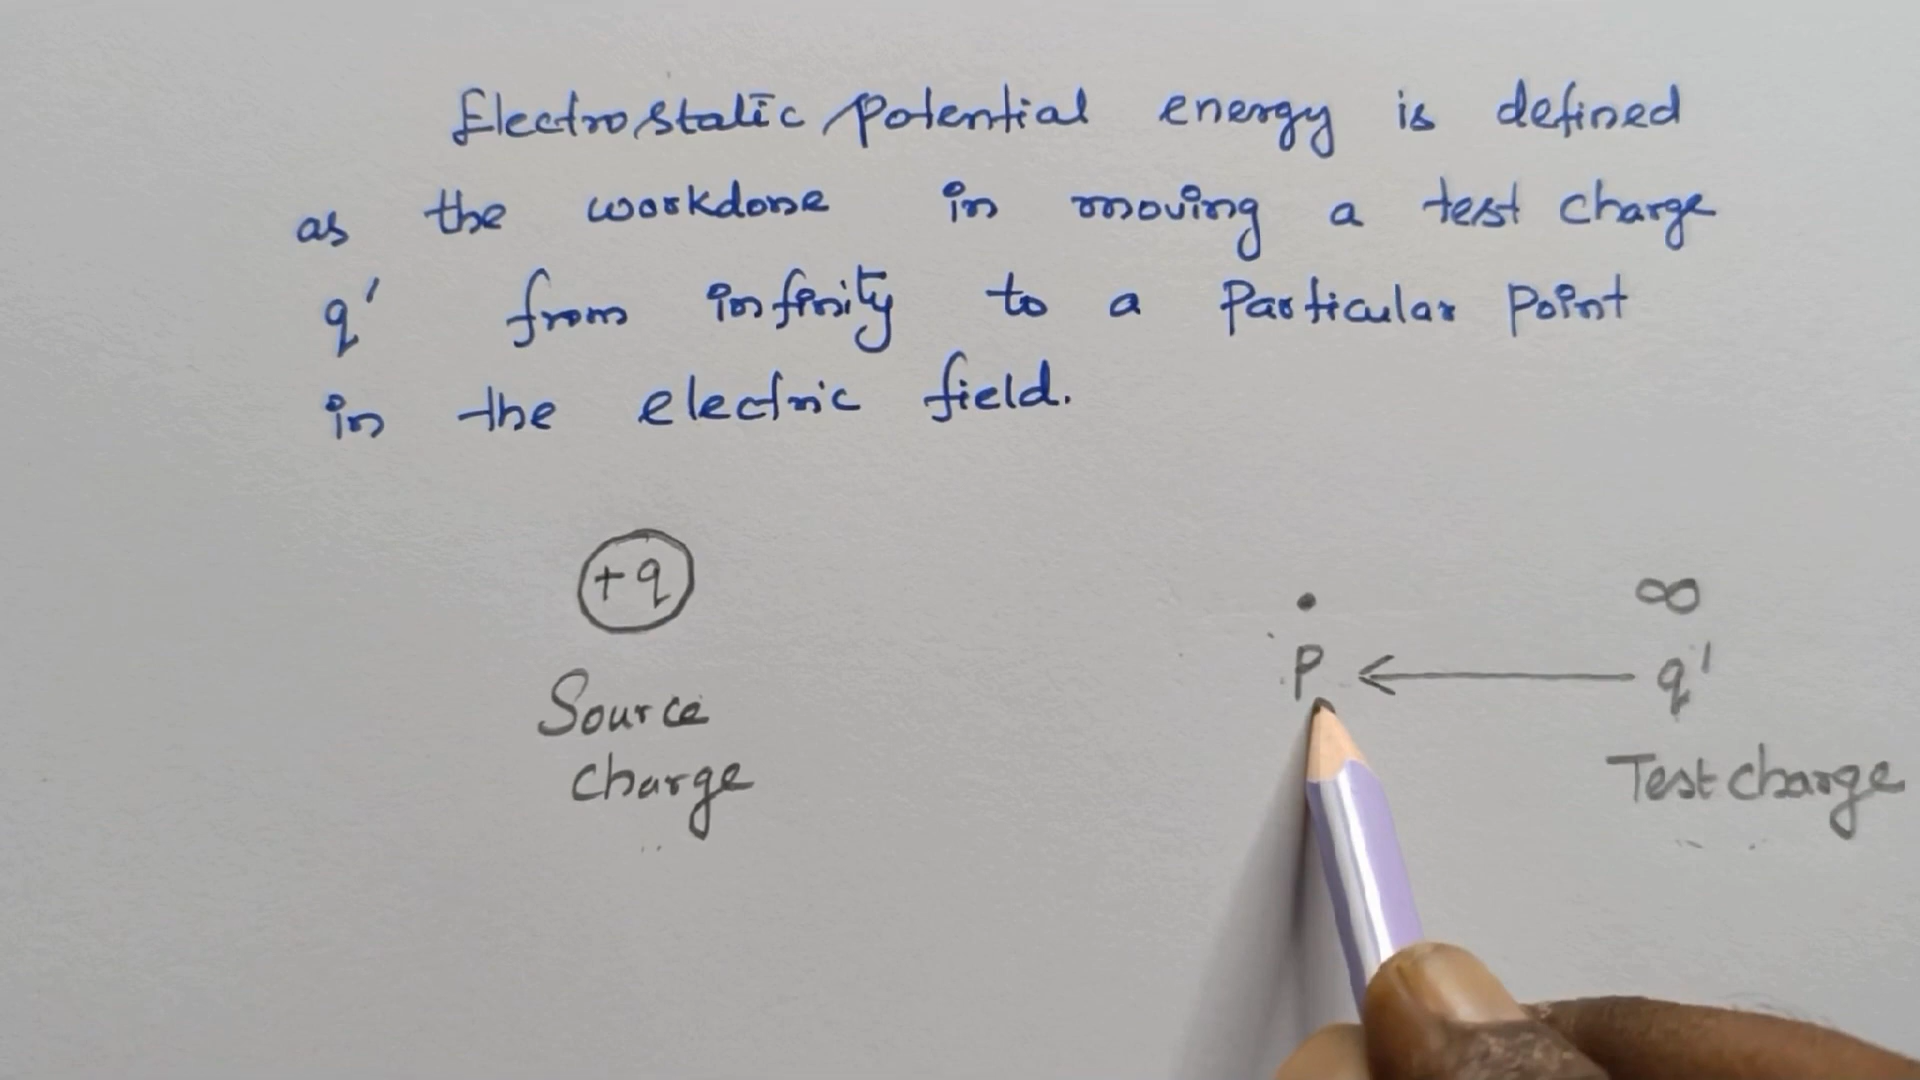 Electrostatic potential energy is defined
as the workdone in moving a test charge
q' from infinity to a particular point
in the electric field.
+q
Source
charge
P
∞
q'
Test charge